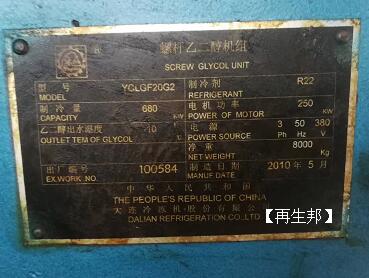 螺杆乙二醇机组
SCREW GLYCOL UNIT
型号 YCLGF20G2 制冷剂 R22
MODEL REFRIGERANT
制冷量 680 电机功率 250
CAPACITY KW POWER OF MOTOR KW
乙二醇出水温度 10 电源 3 50 380
OUTLET TEM OF GLYCOL POWER SOURCE Ph Hz V
净重 8000
NET WEIGHT Kg
出厂编号 100584 制造日期 2010年5月
EX.WORK NO. MANUF DATE
中华人民共和国
THE PEOPLE'S REPUBLIC OF CHINA
大连冷冻机股份有限公司
DALIAN REFRIGERATION CO.,LTD.
【再生邦】